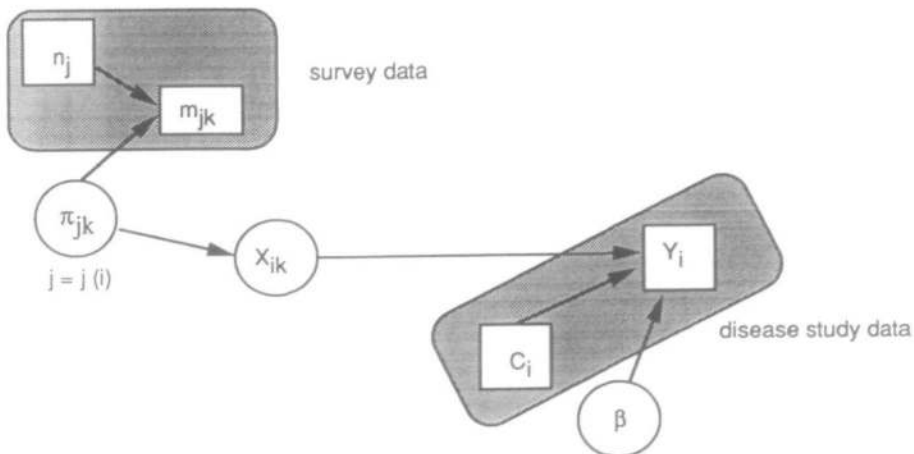 n_j
survey data
m_jk
π_jk
j = j (i)
X_ik
Y_i
disease study data
C_i
β